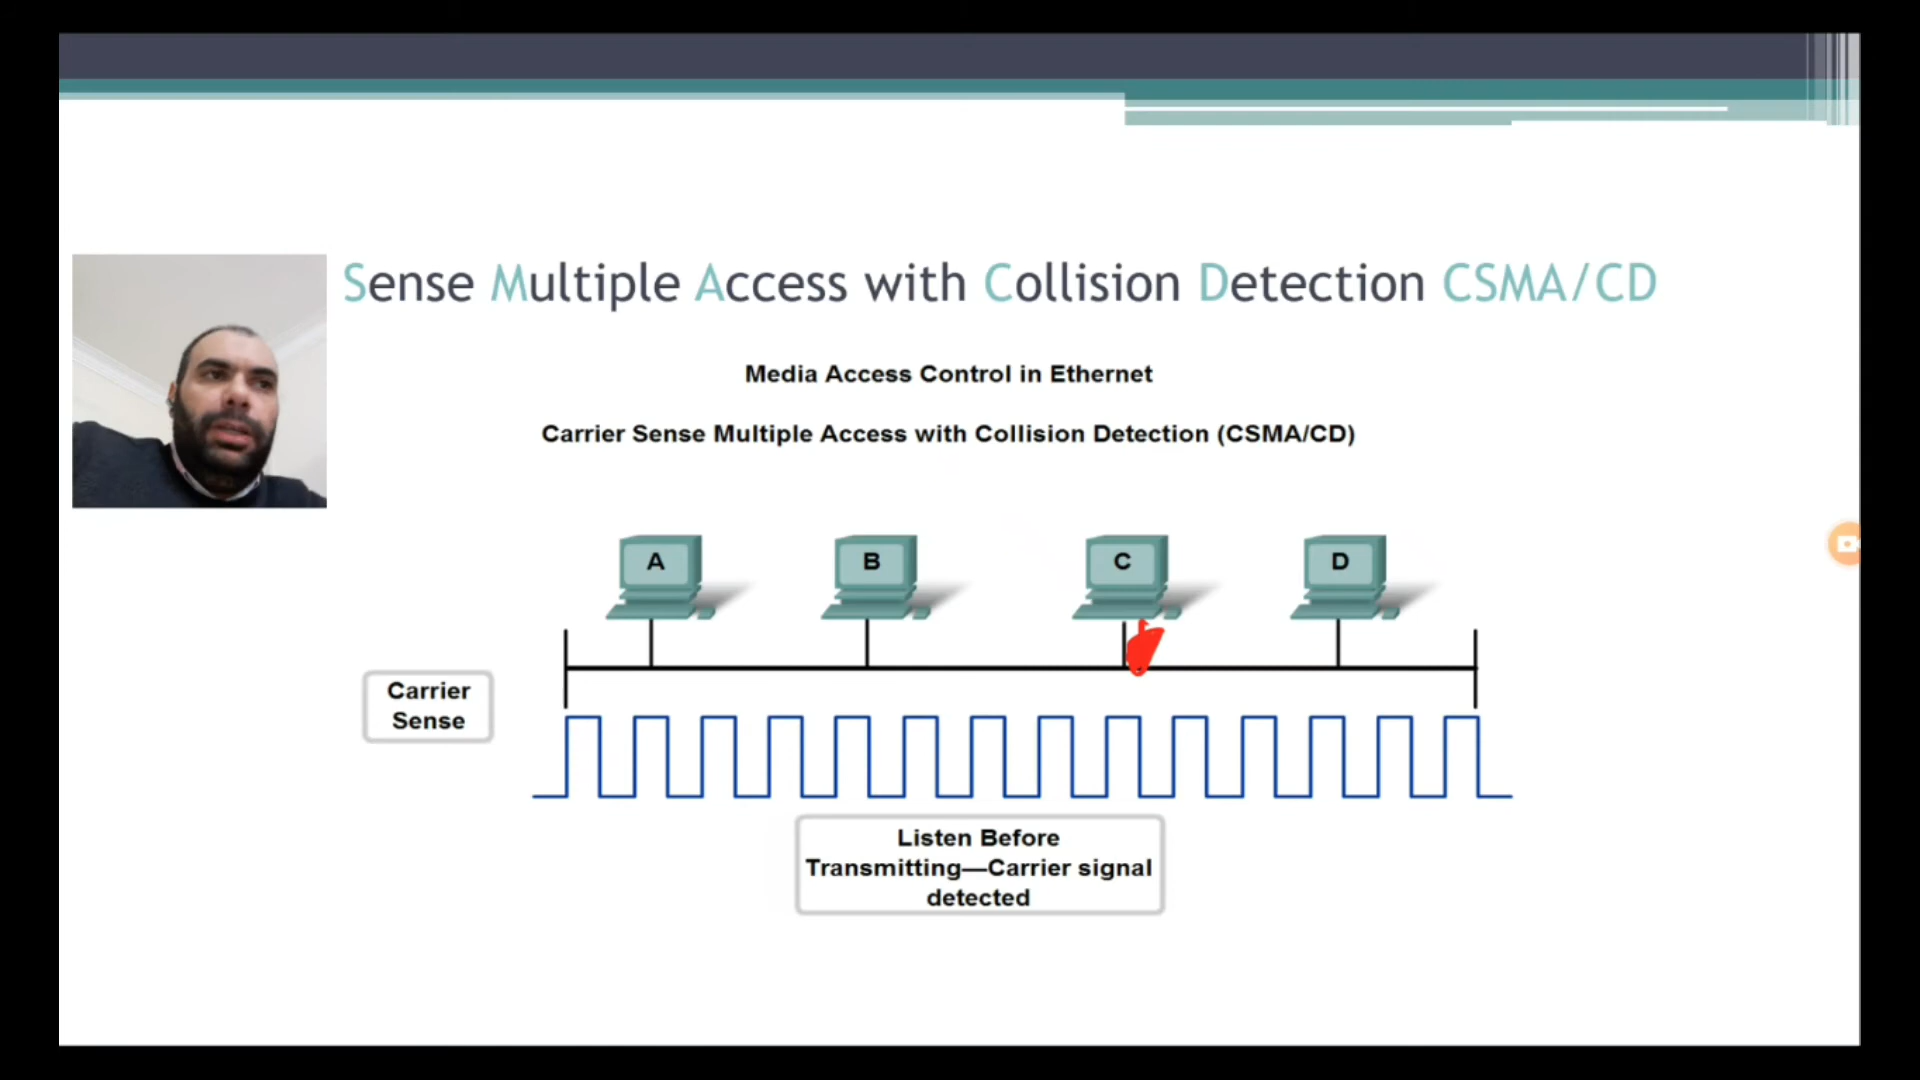 Sense Multiple Access with Collision Detection CSMA/CD
Media Access Control in Ethernet
Carrier Sense Multiple Access with Collision Detection (CSMA/CD)
A
B
C
D
Carrier
Sense
Listen Before
Transmitting—Carrier signal
detected